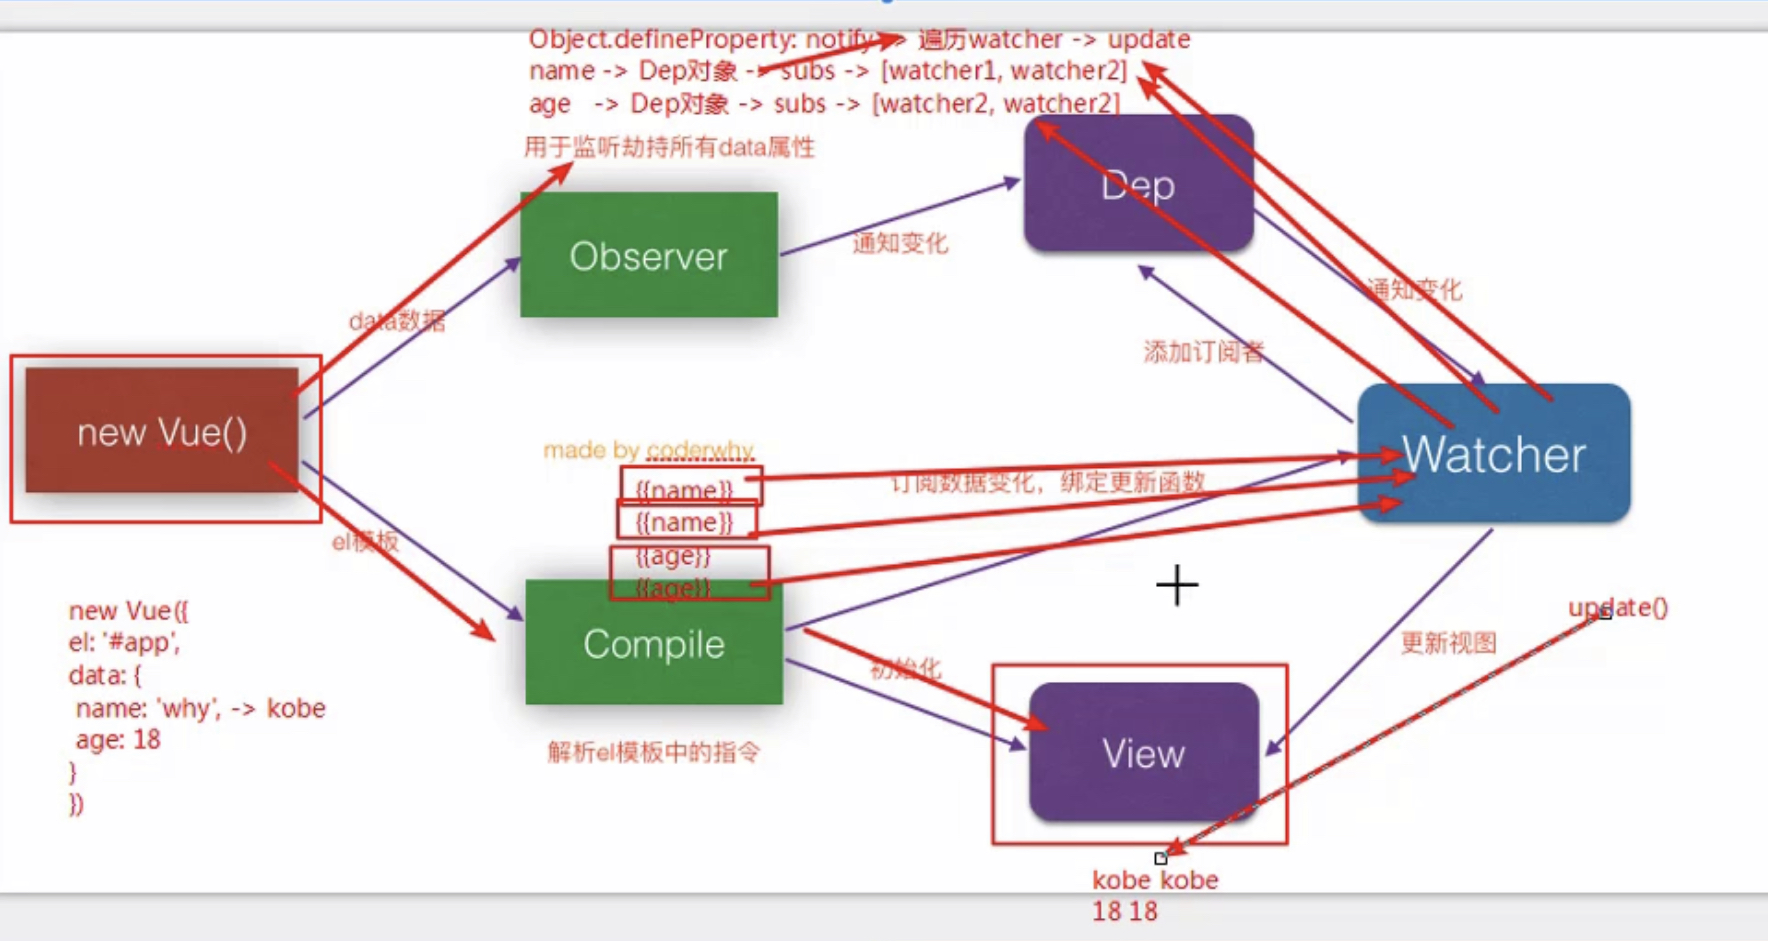 Object.defineProperty: notify -> 遍历watcher -> update
name -> Dep对象 -> subs -> [watcher1, watcher2]
age -> Dep对象 -> subs -> [watcher2, watcher2]
用于监听劫持所有data属性
Dep
Observer
通知变化
通知变化
data数据
添加订阅者
new Vue()
made by coderwhy
Watcher
{{name}}
订阅数据变化，绑定更新函数
{{name}}
el模板
{{age}}
{{age}}
new Vue({
el: '#app',
data: {
name: 'why', -> kobe
age: 18
}
})
Compile
update()
更新视图
初始化
解析el模板中的指令
View
kobe kobe
18 18